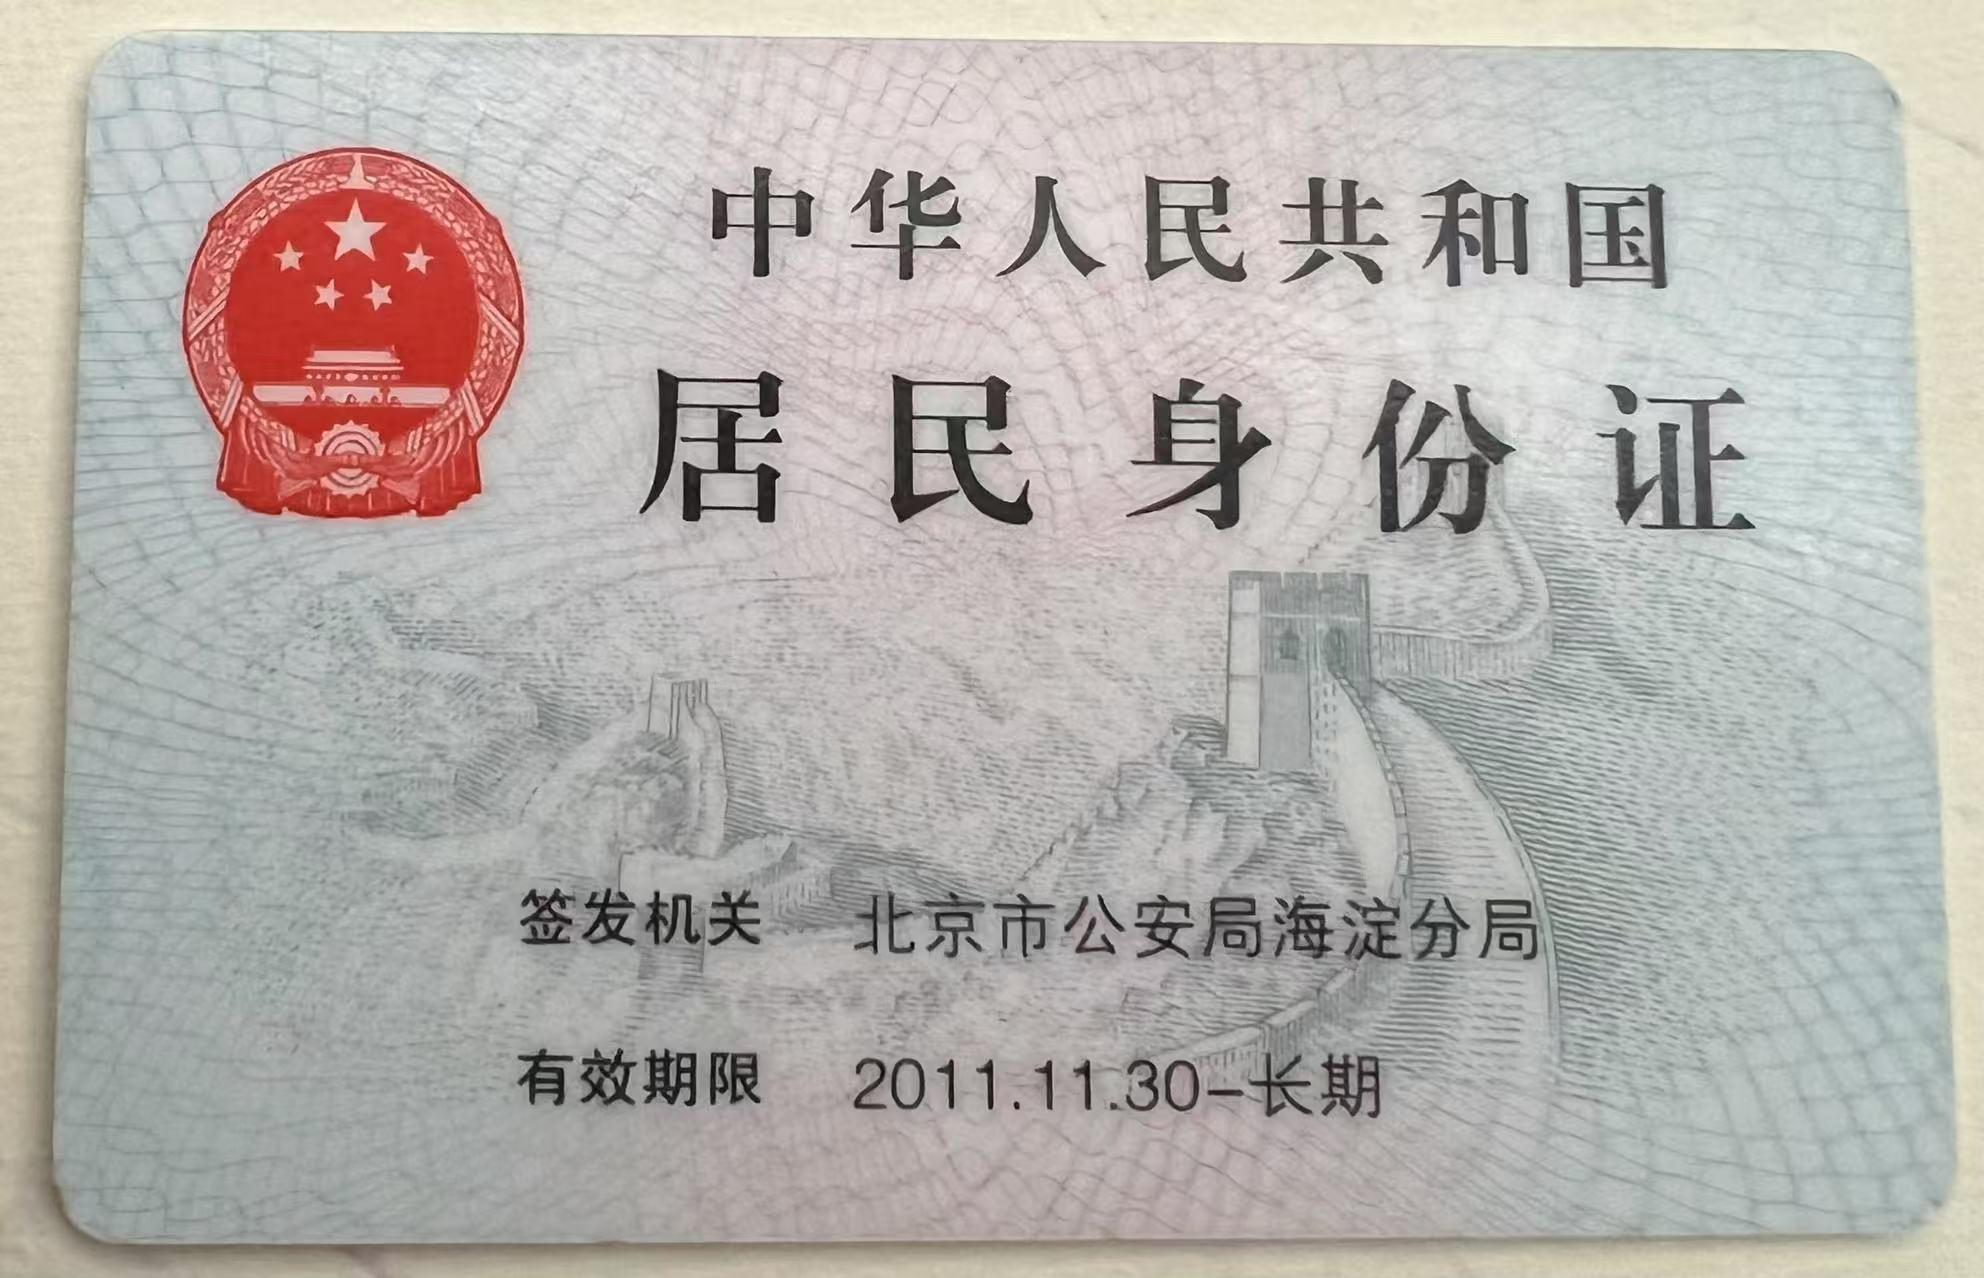 中华人民共和国
居民身份证
签发机关 北京市公安局海淀分局
有效期限 2011.11.30-长期